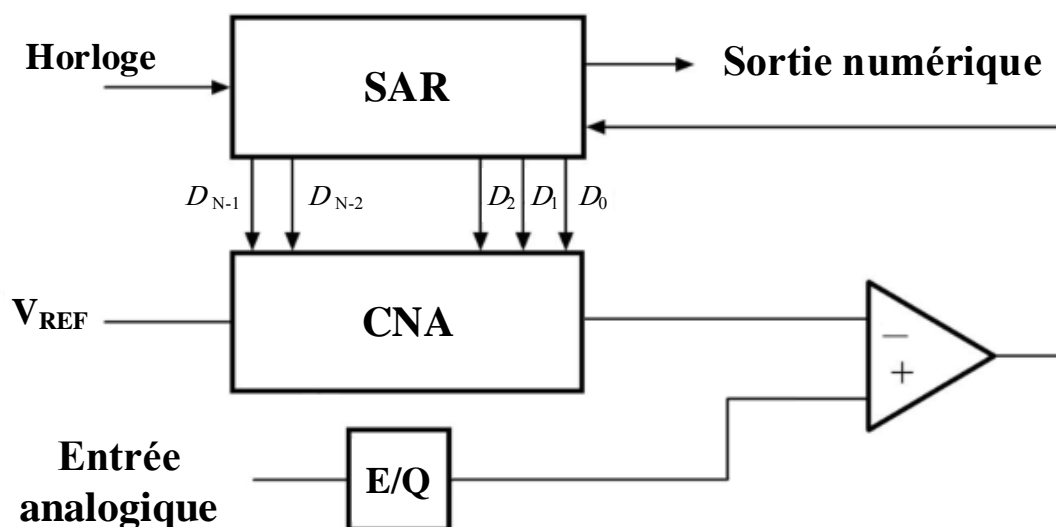 Horloge
SAR
Sortie numérique
D N-1
D N-2
D2
D1
D0
VREF
CNA
−
+
Entrée
analogique
E/Q